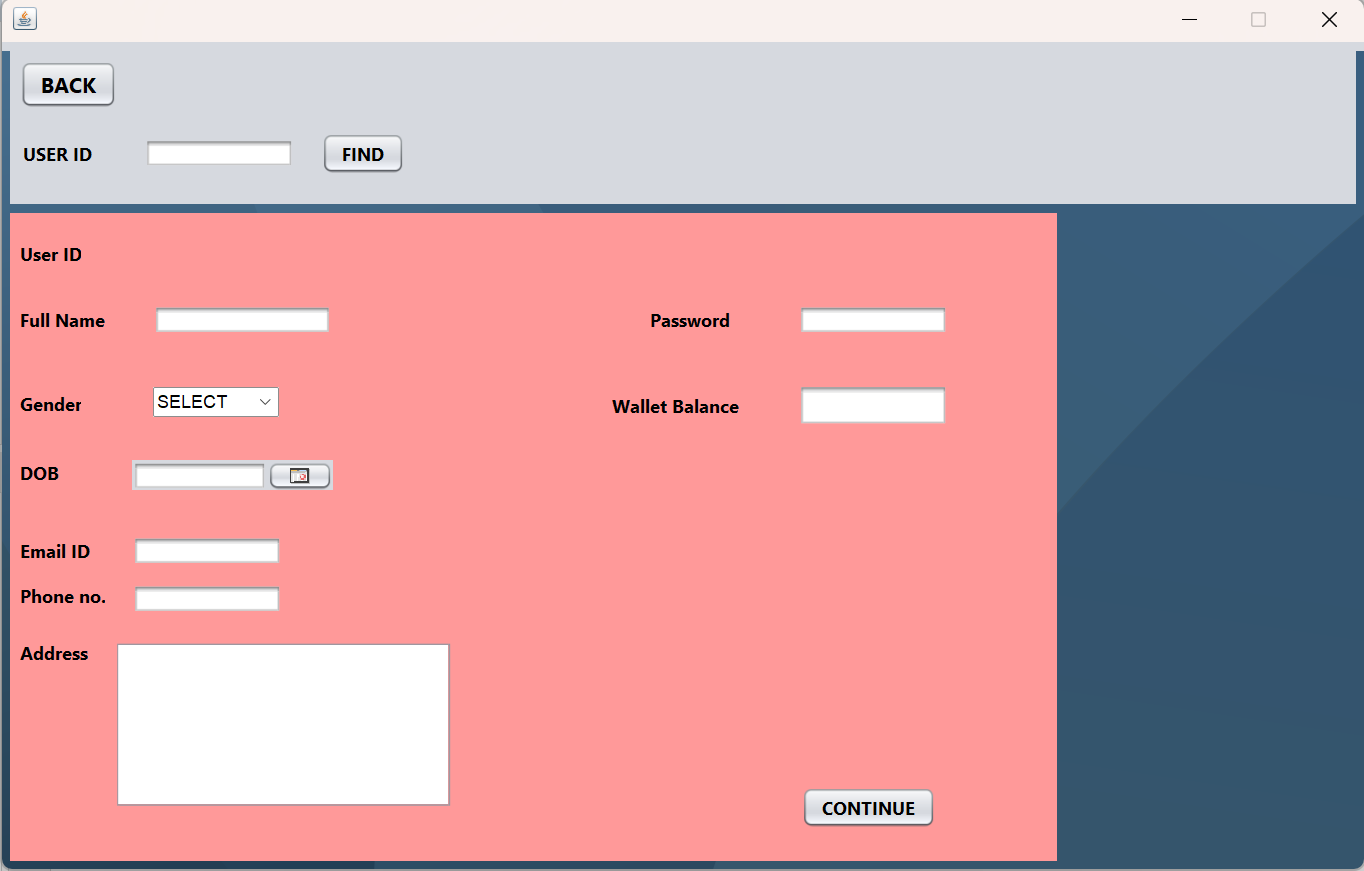 BACK
USER ID FIND
User ID
Full Name Password
Gender SELECT Wallet Balance
DOB
Email ID
Phone no.
Address
CONTINUE